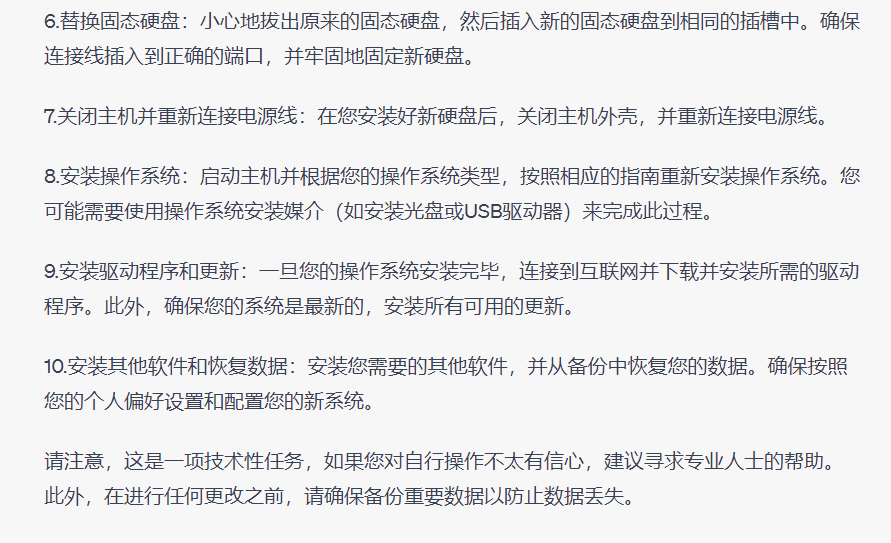 6.替换固态硬盘：小心地拔出原来的固态硬盘，然后插入新的固态硬盘到相同的插槽中。确保
连接线插入到正确的端口，并牢固地固定新硬盘。
7.关闭主机并重新连接电源线：在您安装好新硬盘后，关闭主机外壳，并重新连接电源线。
8.安装操作系统：启动主机并根据您的操作系统类型，按照相应的指南重新安装操作系统。您
可能需要使用操作系统安装媒介（如安装光盘或USB驱动器）来完成此过程。
9.安装驱动程序和更新：一旦您的操作系统安装完毕，连接到互联网并下载并安装所需的驱动
程序。此外，确保您的系统是最新的，安装所有可用的更新。
10.安装其他软件和恢复数据：安装您需要的其他软件，并从备份中恢复您的数据。确保按照
您的个人偏好设置和配置您的新系统。
请注意，这是一项技术性任务，如果您对自行操作不太有信心，建议寻求专业人士的帮助。
此外，在进行任何更改之前，请确保备份重要数据以防止数据丢失。